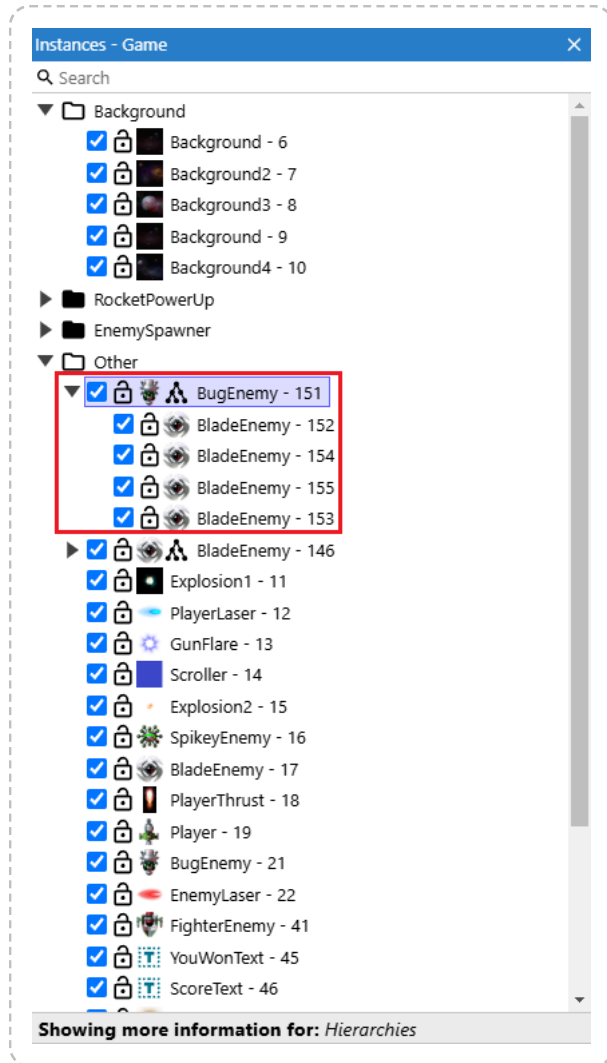 Instances - Game
Search
Background
Background - 6
Background2 - 7
Background3 - 8
Background - 9
Background4 - 10
RocketPowerUp
EnemySpawner
Other
BugEnemy - 151
BladeEnemy - 152
BladeEnemy - 154
BladeEnemy - 155
BladeEnemy - 153
BladeEnemy - 146
Explosion1 - 11
PlayerLaser - 12
GunFlare - 13
Scroller - 14
Explosion2 - 15
SpikeyEnemy - 16
BladeEnemy - 17
PlayerThrust - 18
Player - 19
BugEnemy - 21
EnemyLaser - 22
FighterEnemy - 41
YouWonText - 45
ScoreText - 46
Showing more information for: Hierarchies